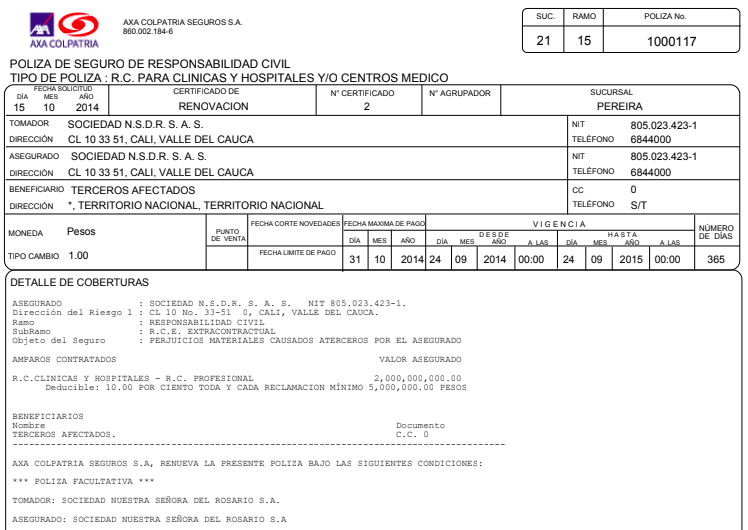 AXA COLPATRIA
AXA COLPATRIA SEGUROS S.A.
860.002.184-6
SUC. RAMO POLIZA No.
21 15 1000117
POLIZA DE SEGURO DE RESPONSABILIDAD CIVIL
TIPO DE POLIZA : R.C. PARA CLINICAS Y HOSPITALES Y/O CENTROS MEDICO
FECHA SOLICITUD CERTIFICADO DE N° CERTIFICADO N° AGRUPADOR SUCURSAL
DÍA MES AÑO
15 10 2014 RENOVACION 2 PEREIRA
TOMADOR SOCIEDAD N.S.D.R. S. A. S. NIT 805.023.423-1
DIRECCIÓN CL 10 33 51, CALI, VALLE DEL CAUCA TELÉFONO 6844000
ASEGURADO SOCIEDAD N.S.D.R. S. A. S. NIT 805.023.423-1
DIRECCIÓN CL 10 33 51, CALI, VALLE DEL CAUCA TELÉFONO 6844000
BENEFICIARIO TERCEROS AFECTADOS CC 0
DIRECCIÓN *, TERRITORIO NACIONAL, TERRITORIO NACIONAL TELÉFONO S/T
MONEDA Pesos PUNTO DE VENTA FECHA CORTE NOVEDADES FECHA MAXIMA DE PAGO VIGENCIA NÚMERO DE DÍAS
DÍA MES AÑO DESDE DÍA MES AÑO A LAS HASTA DÍA MES AÑO A LAS
TIPO CAMBIO 1.00 FECHA LIMITE DE PAGO 31 10 2014 24 09 2014 00:00 24 09 2015 00:00 365
DETALLE DE COBERTURAS
ASEGURADO : SOCIEDAD N.S.D.R. S. A. S. NIT 805.023.423-1.
Dirección del Riesgo 1 : CL 10 No. 33-51 0, CALI, VALLE DEL CAUCA.
Ramo : RESPONSABILIDAD CIVIL
SubRamo : R.C.E. EXTRACONTRACTUAL
Objeto del Seguro : PERJUICIOS MATERIALES CAUSADOS ATERCEROS POR EL ASEGURADO
AMPAROS CONTRATADOS VALOR ASEGURADO
R.C.CLINICAS Y HOSPITALES - R.C. PROFESIONAL 2,000,000,000.00
Deducible: 10.00 POR CIENTO TODA Y CADA RECLAMACION MÍNIMO 5,000,000.00 PESOS
BENEFICIARIOS
Nombre Documento
TERCEROS AFECTADOS. C.C. 0
AXA COLPATRIA SEGUROS S.A, RENUEVA LA PRESENTE POLIZA BAJO LAS SIGUIENTES CONDICIONES:
*** POLIZA FACULTATIVA ***
TOMADOR: SOCIEDAD NUESTRA SEÑORA DEL ROSARIO S.A.
ASEGURADO: SOCIEDAD NUESTRA SEÑORA DEL ROSARIO S.A